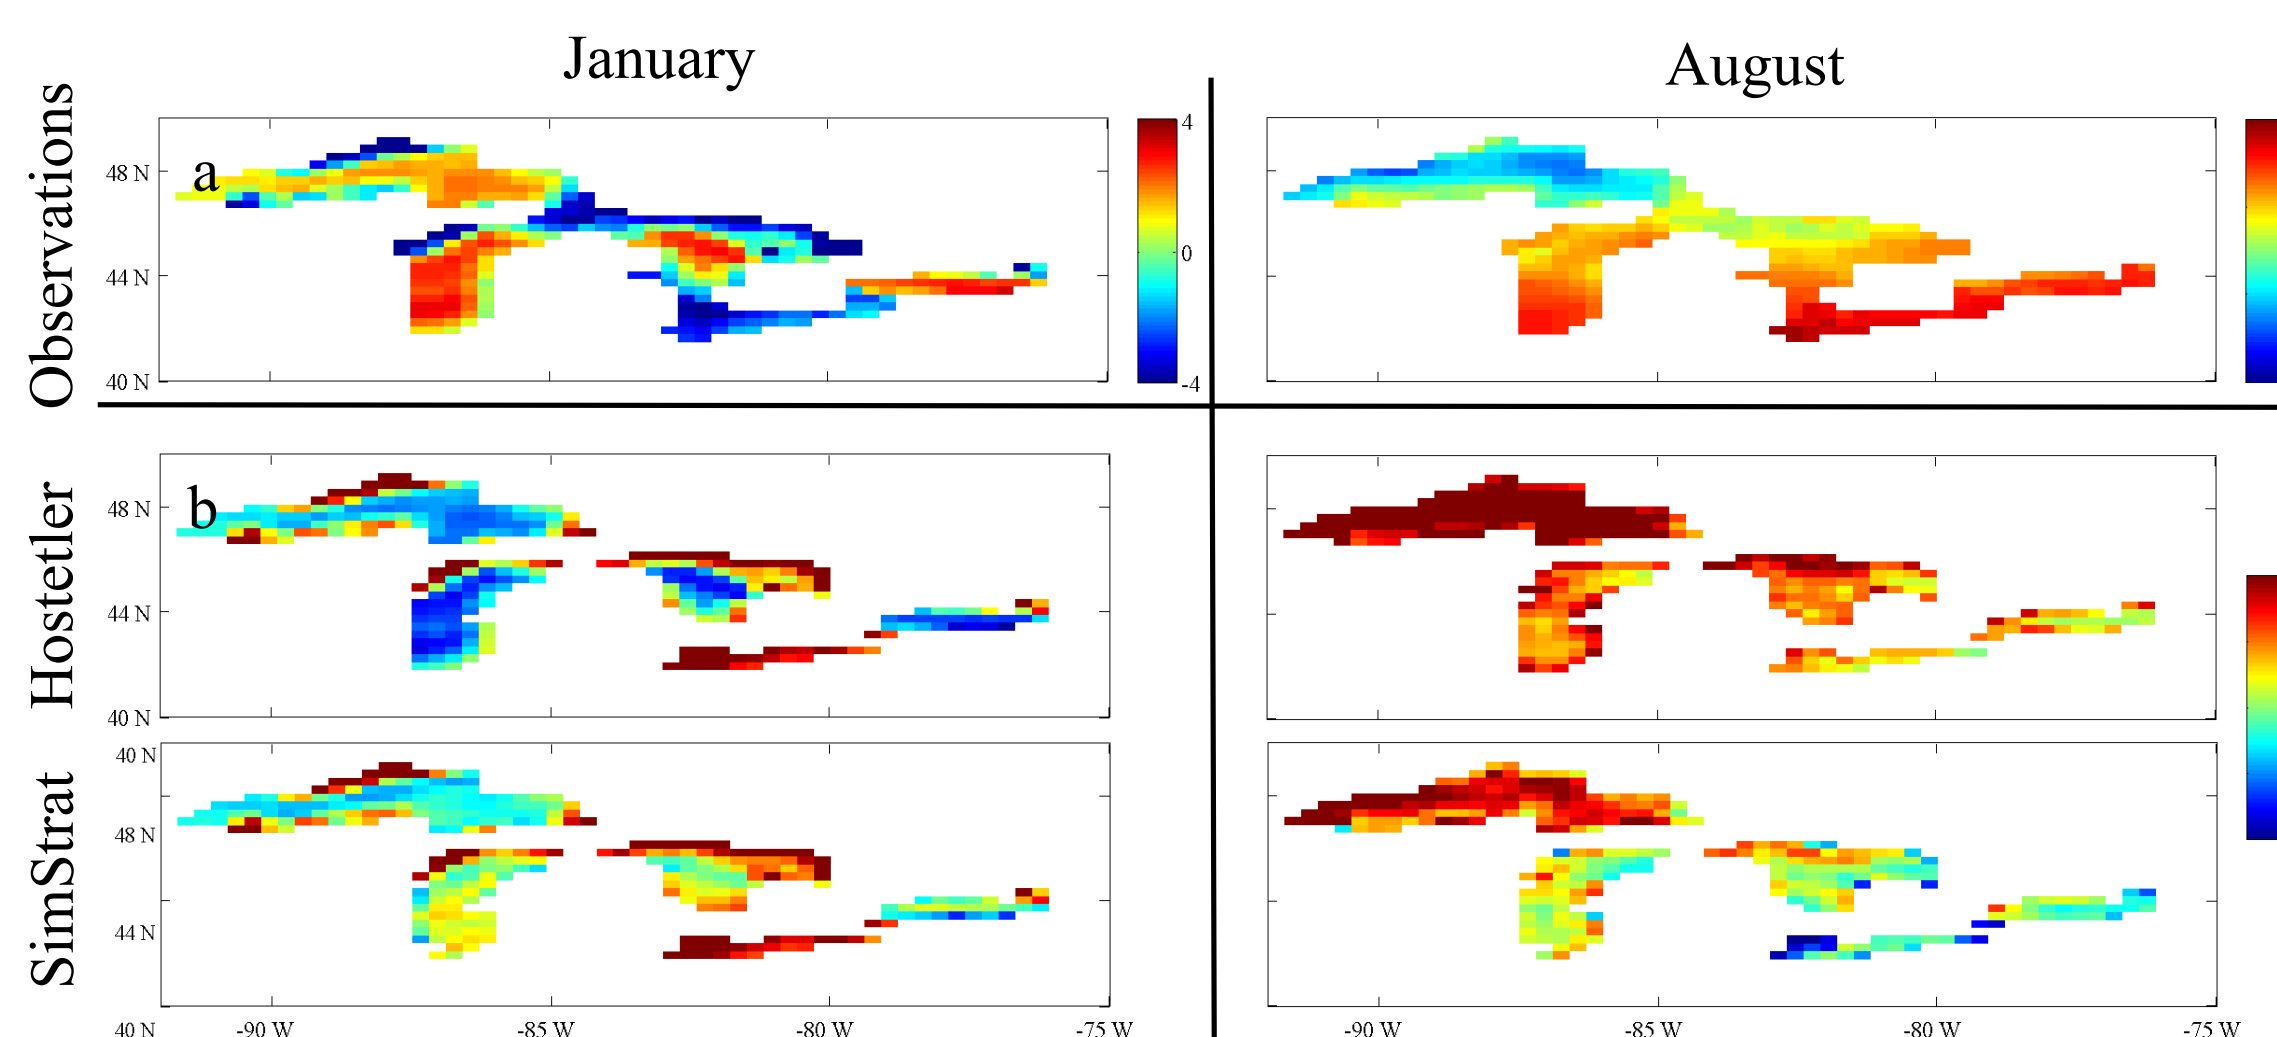 January
August
Observations
a
48 N
44 N
40 N
4
0
-4
Hostetler
b
48 N
44 N
40 N
SimStrat
40 N
48 N
44 N
40 N
-90 W
-85 W
-80 W
-75 W
-90 W
-85 W
-80 W
-75 W